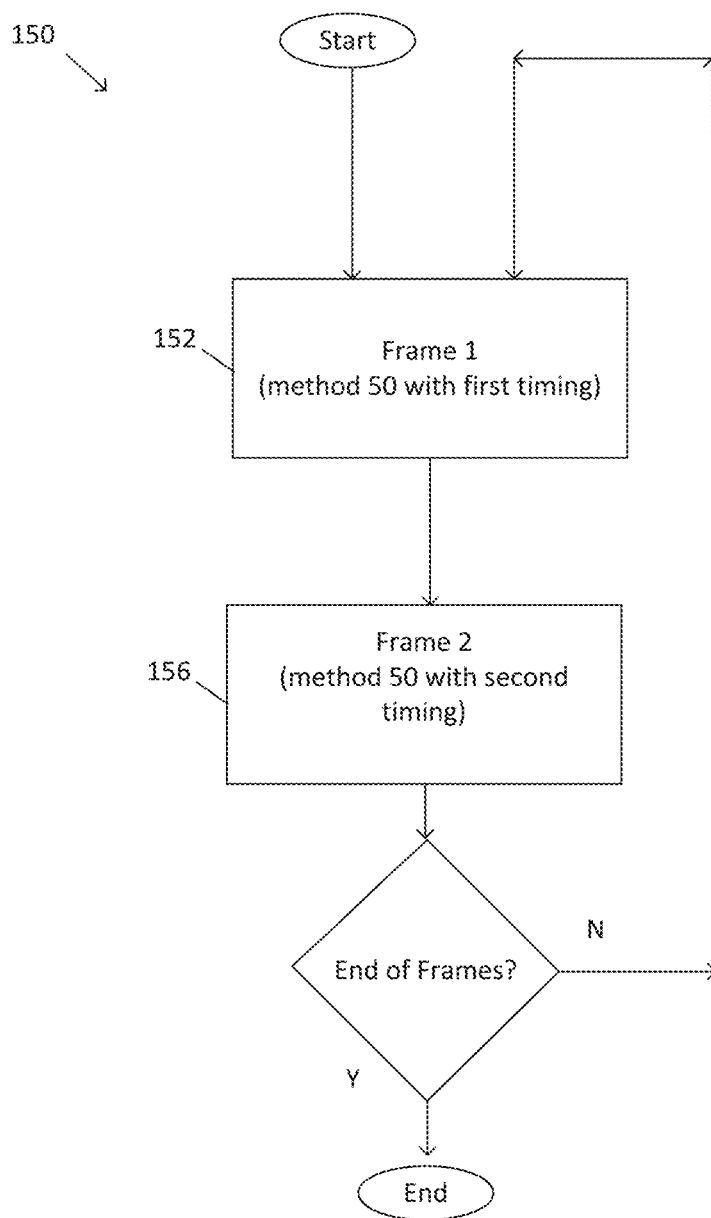 150
Start
152
Frame 1
(method 50 with first timing)
156
Frame 2
(method 50 with second
timing)
End of Frames?
N
Y
End